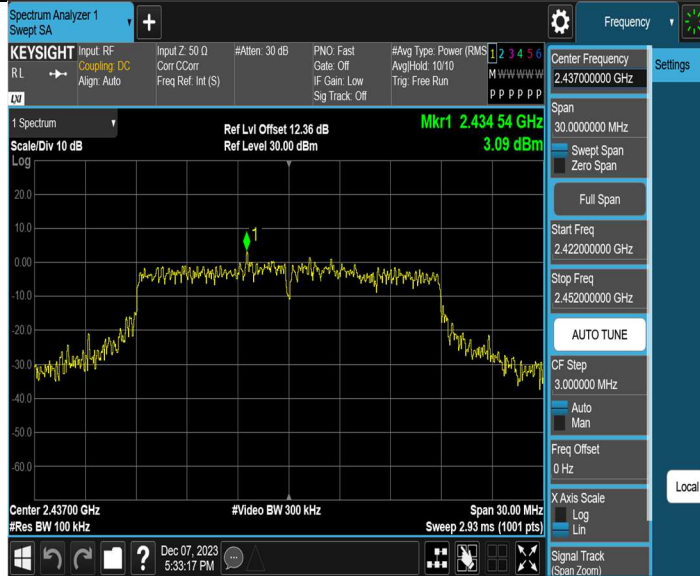 Spectrum Analyzer 1
Swept SA
+
Frequency
KEYSIGHT
RL
LXI
Input: RF
Coupling: DC
Align: Auto
Input Z: 50 Ω
Corr CCorr
Freq Ref: Int (S)
#Atten: 30 dB
PNO: Fast
Gate: Off
IF Gain: Low
Sig Track: Off
#Avg Type: Power (RMS
Avg|Hold: 10/10
Trig: Free Run
1 2 3 4 5 6
M W W W W W
P P P P P P
1 Spectrum
Scale/Div 10 dB
Log
Ref Lvl Offset 12.36 dB
Ref Level 30.00 dBm
Mkr1 2.434 54 GHz
3.09 dBm
20.0
10.0
0.00
-10.0
-20.0
-30.0
-40.0
-50.0
-60.0
1
Center 2.43700 GHz
#Res BW 100 kHz
#Video BW 300 kHz
Span 30.00 MHz
Sweep 2.93 ms (1001 pts)
?
Dec 07, 2023
5:33:17 PM
Center Frequency
2.437000000 GHz
Span
30.0000000 MHz
Swept Span
Zero Span
Full Span
Start Freq
2.422000000 GHz
Stop Freq
2.452000000 GHz
AUTO TUNE
CF Step
3.000000 MHz
Auto
Man
Freq Offset
0 Hz
X Axis Scale
Log
Lin
Signal Track
(Span Zoom)
Settings
Local